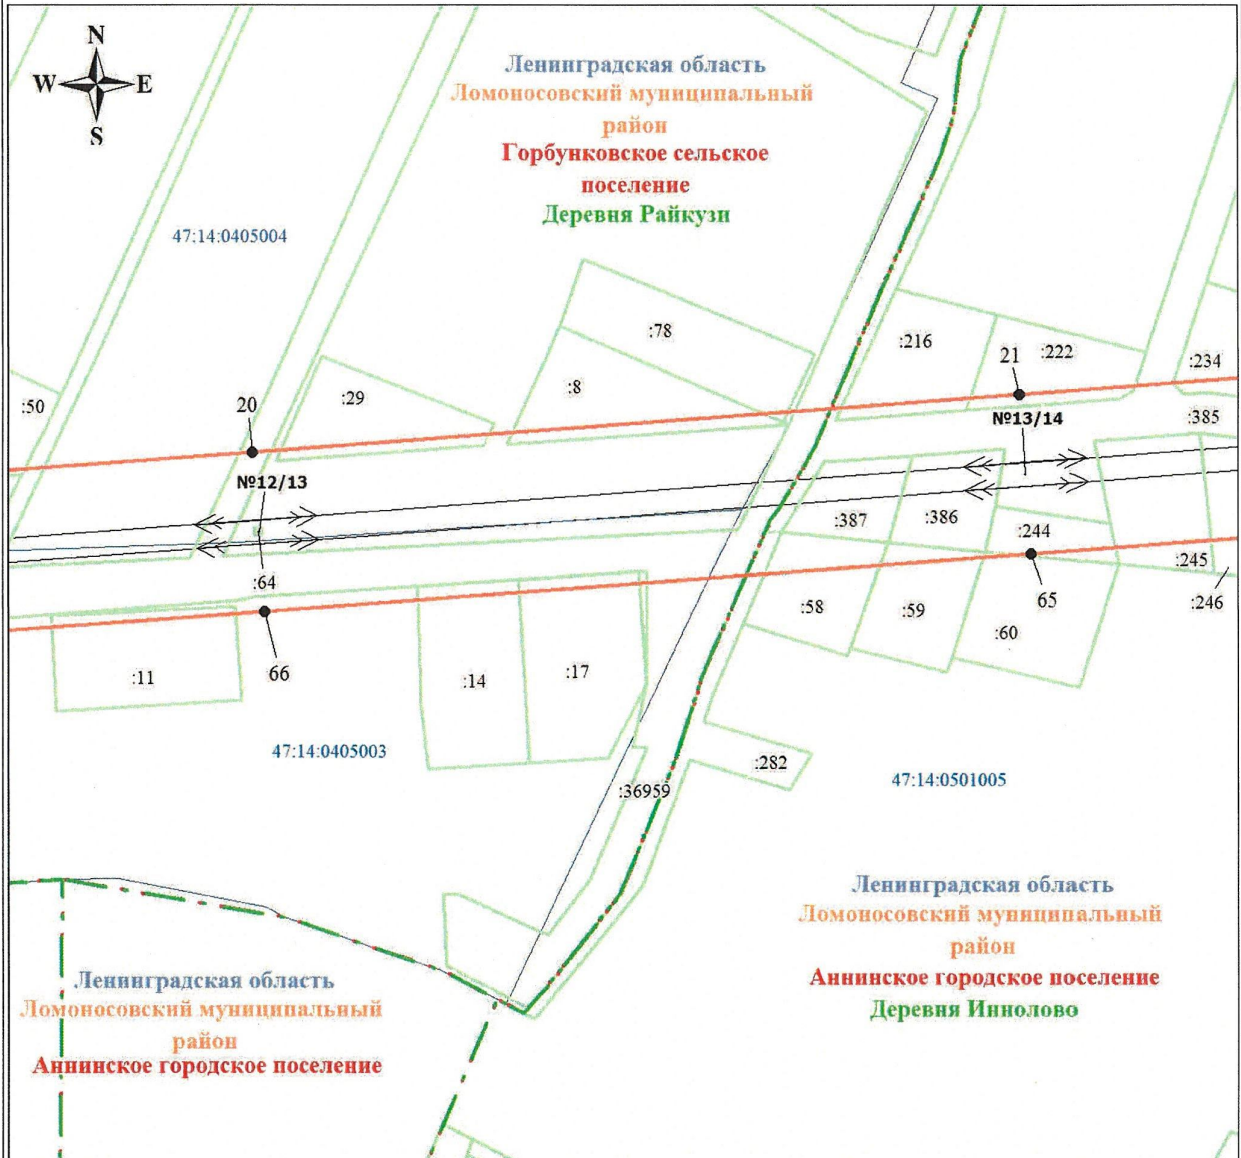 N
W E
S
Ленинградская область
Ломоносовский муниципальный
район
Горбунковское сельское
поселение
Деревня Райкузи
47:14:0405004
:78
:216
21
:222
:234
:8
:50
:29
20
№13/14
:385
№12/13
:387
:386
:244
:245
:64
:58
:59
65
:246
:60
66
:11
:14
:17
47:14:0405003
:282
:36959
47:14:0501005
Ленинградская область
Ломоносовский муниципальный
район
Аннинское городское поселение
Деревня Иннолово
Ленинградская область
Ломоносовский муниципальный
район
Аннинское городское поселение